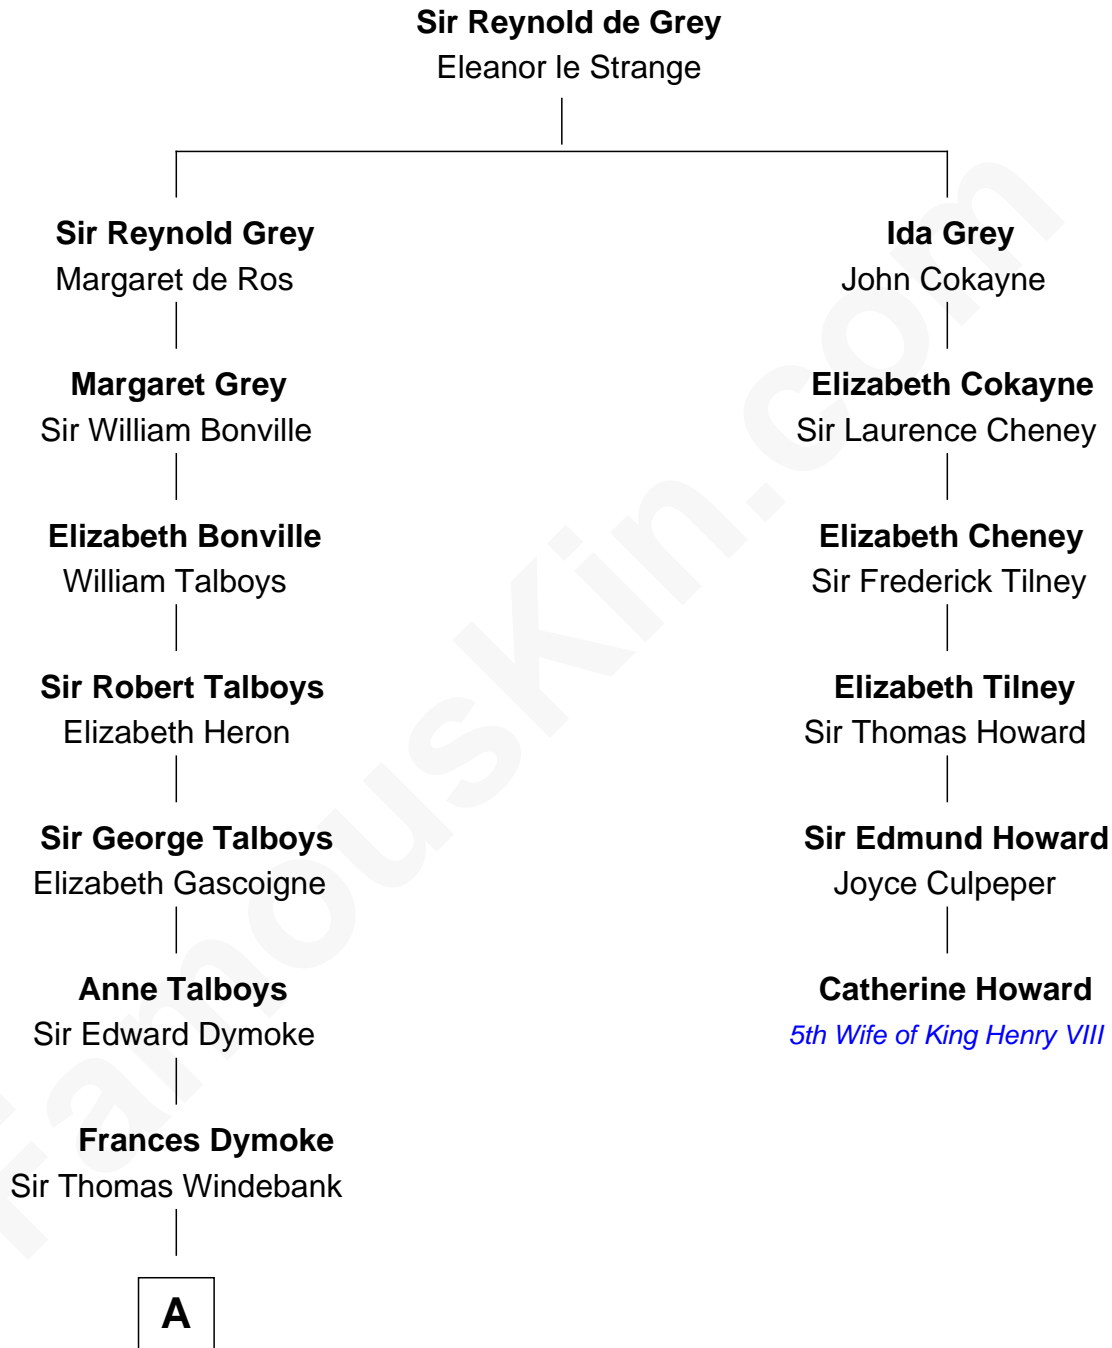 Sir Reynold de Grey
Eleanor le Strange
Sir Reynold Grey
Margaret de Ros
Ida Grey
John Cokayne
Margaret Grey
Sir William Bonville
Elizabeth Cokayne
Sir Laurence Cheney
Elizabeth Bonville
William Talboys
Elizabeth Cheney
Sir Frederick Tilney
Sir Robert Talboys
Elizabeth Heron
Elizabeth Tilney
Sir Thomas Howard
Sir George Talboys
Elizabeth Gascoigne
Sir Edmund Howard
Joyce Culpeper
Anne Talboys
Sir Edward Dymoke
Catherine Howard
5th Wife of King Henry VIII
Frances Dymoke
Sir Thomas Windebank
A
FamousKin.com